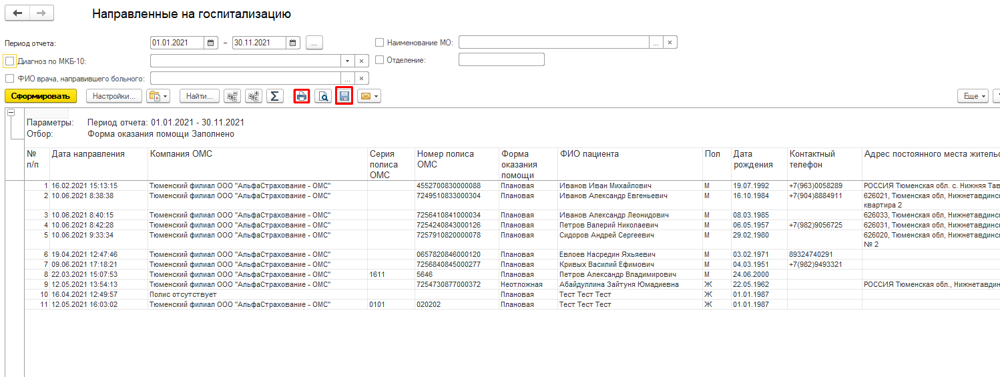 Направленные на госпитализацию
Период отчета: 01.01.2021 – 30.11.2021 ... Наименование МО: ... ×
Диагноз по МКБ-10: × Отделение:
ФИО врача, направившего больного: ... ×
Сформировать Настройки... Найти... Σ Еще
Параметры: Период отчета: 01.01.2021 - 30.11.2021
Отбор: Форма оказания помощи Заполнено
№ п/п Дата направления Компания ОМС Серия полиса ОМС Номер полиса ОМС Форма оказания помощи ФИО пациента Пол Дата рождения Контактный телефон Адрес постоянного места жительс
1 16.02.2021 15:13:15 Тюменский филиал ООО "АльфаСтрахование - ОМС" 4552700830000088 Плановая Иванов Иван Михайлович М 19.07.1992 +7(963)0058289 РОССИЯ Тюменская обл. с. Нижняя Тав
2 10.06.2021 8:38:38 Тюменский филиал ООО "АльфаСтрахование - ОМС" 7249510833000304 Плановая Иванов Александр Евгеньевич М 16.10.1984 +7(904)8884911 626021, Тюменская обл, Нижнетавдинск
квартира 2
3 10.06.2021 8:40:15 Тюменский филиал ООО "АльфаСтрахование - ОМС" 7256410841000034 Плановая Иванов Александр Леонидович М 08.03.1985 626033, Тюменская обл, Нижнетавдинск
4 10.06.2021 8:42:28 Тюменский филиал ООО "АльфаСтрахование - ОМС" 7254240843000126 Плановая Петров Валерий Николаевич М 06.05.1957 +7(982)9056725 626031, Тюменская обл, Нижнетавдинск
5 10.06.2021 9:33:34 Тюменский филиал ООО "АльфаСтрахование - ОМС" 7257910820000078 Плановая Сидоров Андрей Сергеевич М 29.02.1980 626020, Тюменская обл, Нижнетавдинск
№ 2
6 19.04.2021 12:47:46 Тюменский филиал ООО "АльфаСтрахование - ОМС" 0657820846000120 Плановая Евлоев Насредин Яхьяевич М 03.02.1971 89324740291
7 09.06.2021 17:18:21 Тюменский филиал ООО "АльфаСтрахование - ОМС" 7256840845000277 Плановая Кривых Василий Ефимович М 04.03.1951 +7(982)9493321
8 22.03.2021 15:07:53 Тюменский филиал ООО "АльфаСтрахование - ОМС" 1611 5646 Плановая Петров Александр Владимирович М 24.06.2000
9 12.05.2021 13:54:13 Тюменский филиал ООО "АльфаСтрахование - ОМС" 7254730877000372 Неотложная Абайдуллина Зайтуня Юмадиевна Ж 22.05.1962 РОССИЯ Тюменская обл., Нижнетавдин
10 16.04.2021 12:49:57 Полис отсутствует Плановая Тест Тест Тест Ж 01.01.1987
11 12.05.2021 16:03:02 Тюменский филиал ООО "АльфаСтрахование - ОМС" 0101 020202 Плановая Тест Тест Тест Ж 01.01.1987